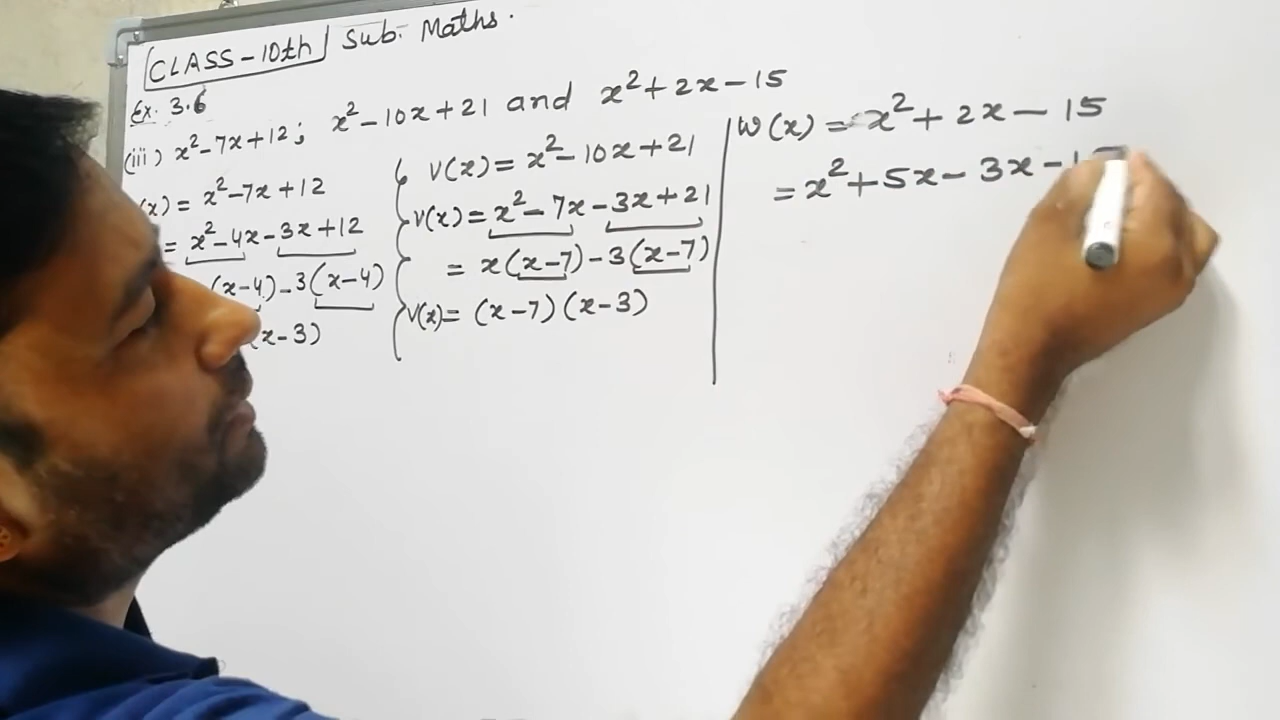 CLASS-10th Sub. Maths.
Ex. 3.6
(iii) x²-7x+12; x²-10x+21 and x²+2x-15
(x) = x²-7x+12
= x²-4x-3x+12
(x-4)-3(x-4)
(x-3)
V(x) = x²-10x+21
V(x) = x²-7x-3x+21
= x(x-7)-3(x-7)
V(x) = (x-7)(x-3)
W(x) = x²+2x-15
= x²+5x-3x-1